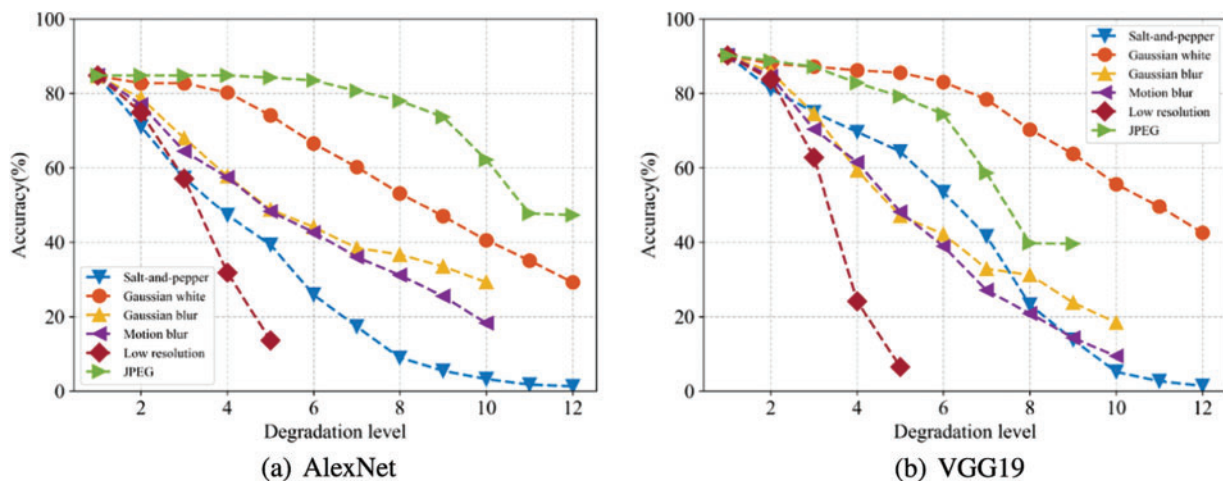 100
80
60
40
20
0
Accuracy(%)
Salt-and-pepper
Gaussian white
Gaussian blur
Motion blur
Low resolution
JPEG
2 4 6 8 10 12
Degradation level
(a) AlexNet
100
80
60
40
20
0
Accuracy(%)
Salt-and-pepper
Gaussian white
Gaussian blur
Motion blur
Low resolution
JPEG
2 4 6 8 10 12
Degradation level
(b) VGG19